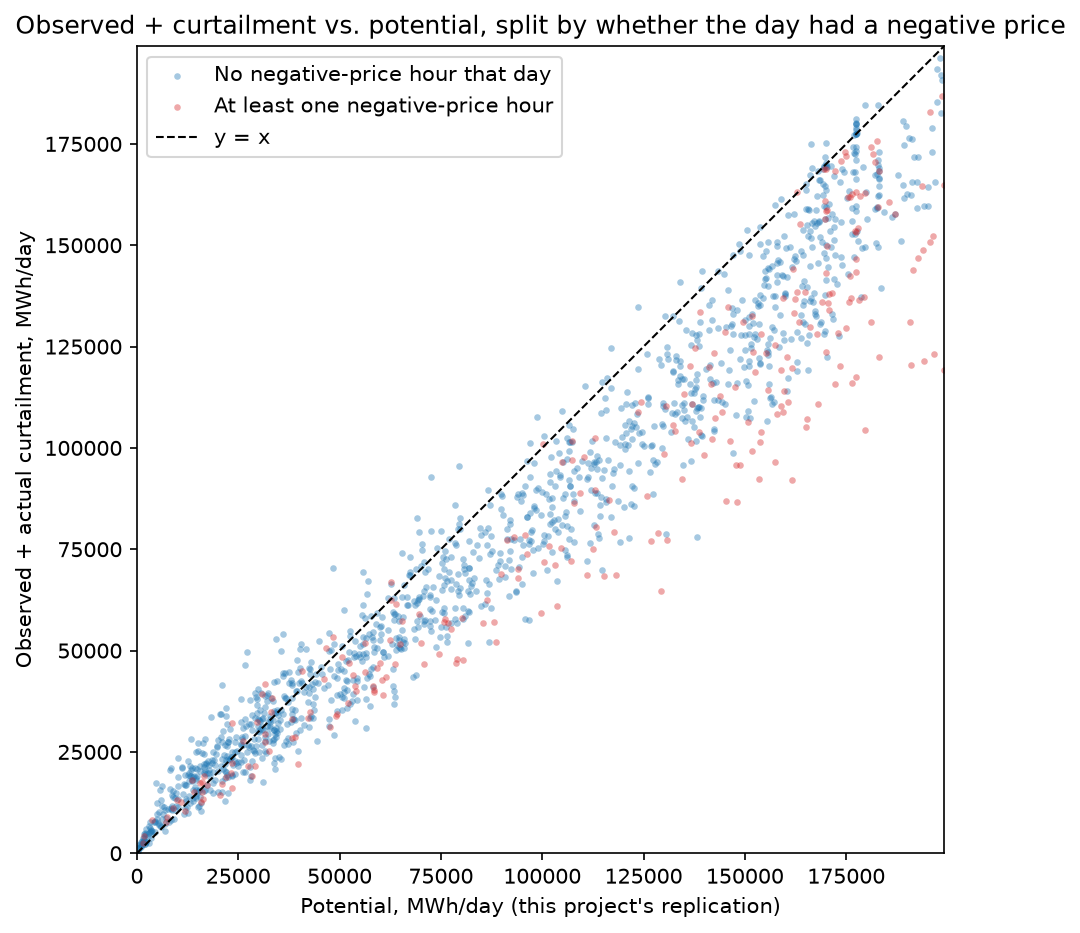 Observed + curtailment vs. potential, split by whether the day had a negative price
No negative-price hour that day
At least one negative-price hour
y = x
175000
150000
125000
100000
75000
50000
25000
0
Observed + actual curtailment, MWh/day
0 25000 50000 75000 100000 125000 150000 175000
Potential, MWh/day (this project's replication)